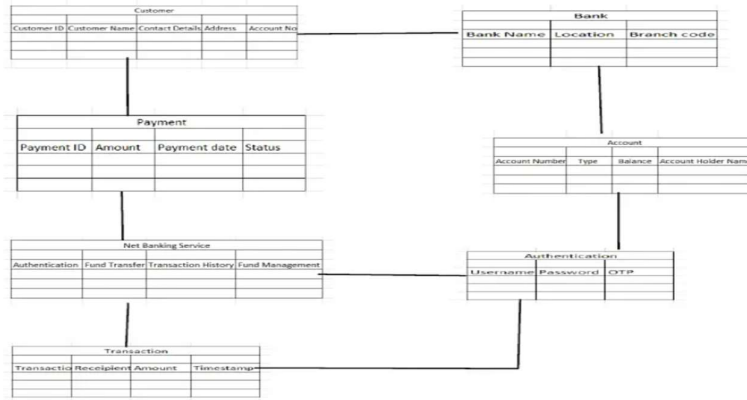 Customer
Customer ID Customer Name Contact Details Address Account No
Bank
Bank Name Location Branch code
Payment
Payment ID Amount Payment date Status
Account
Account Number Type Balance Account Holder Name
Net Banking Service
Authentication Fund Transfer Transaction History Fund Management
Authentication
Username Password OTP
Transaction
Transactio Receipient Amount Timestamp